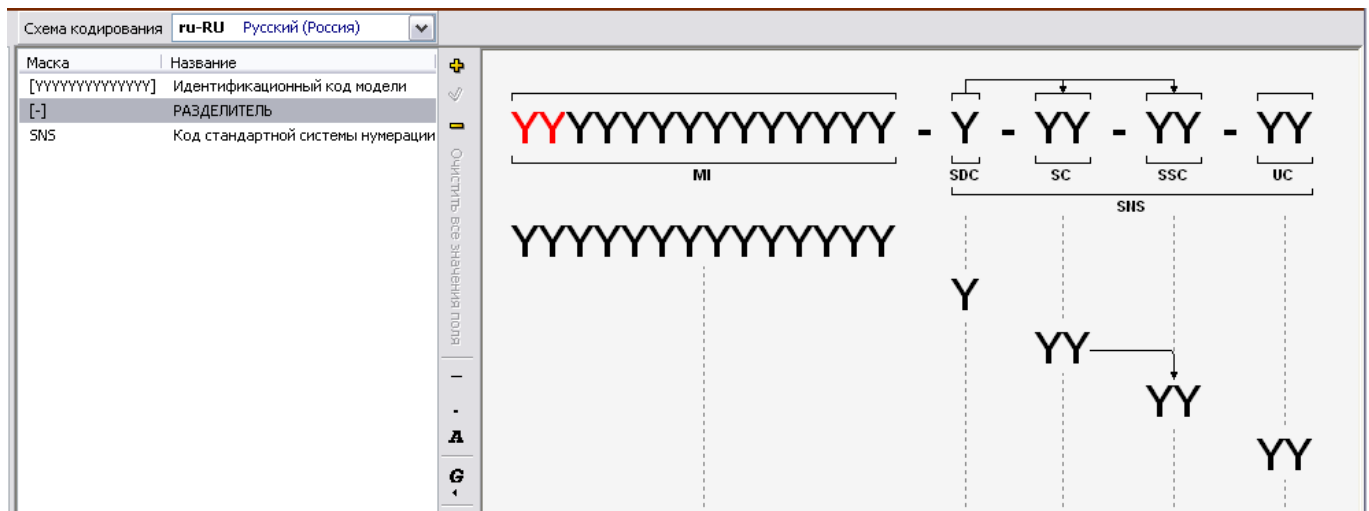 Схема кодирования ru-RU Русский (Россия)
Маска Название
[YYYYYYYYYYYYYY] Идентификационный код модели
[-] РАЗДЕЛИТЕЛЬ
SNS Код стандартной системы нумерации
Очистить все значения поля
A
G
YYYYYYYYYYYYYY - Y - YY - YY - YY
MI SDC SC SSC UC
SNS
YYYYYYYYYYYYYY
Y
YY
YY
YY